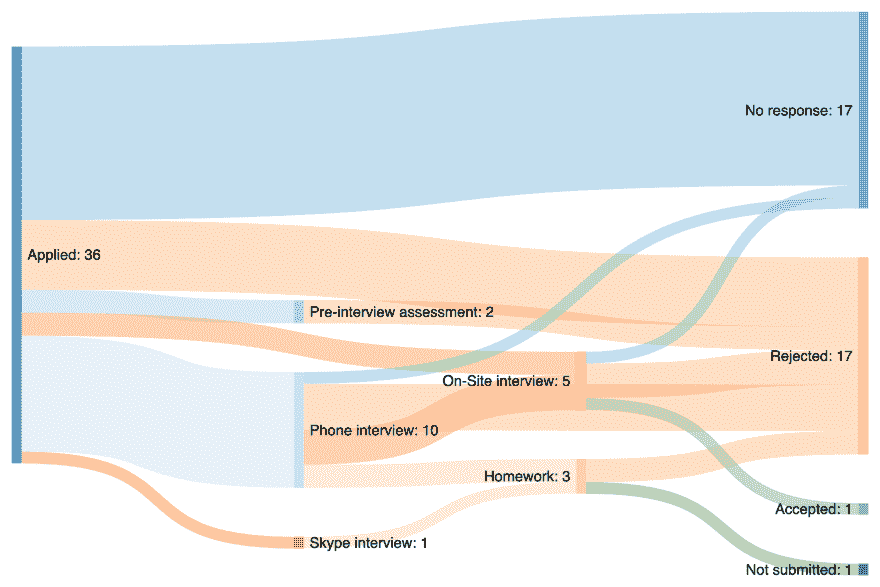 No response: 17
Applied: 36
Pre-interview assessment: 2
Rejected: 17
On-Site interview: 5
Phone interview: 10
Homework: 3
Accepted: 1
Skype interview: 1
Not submitted: 1